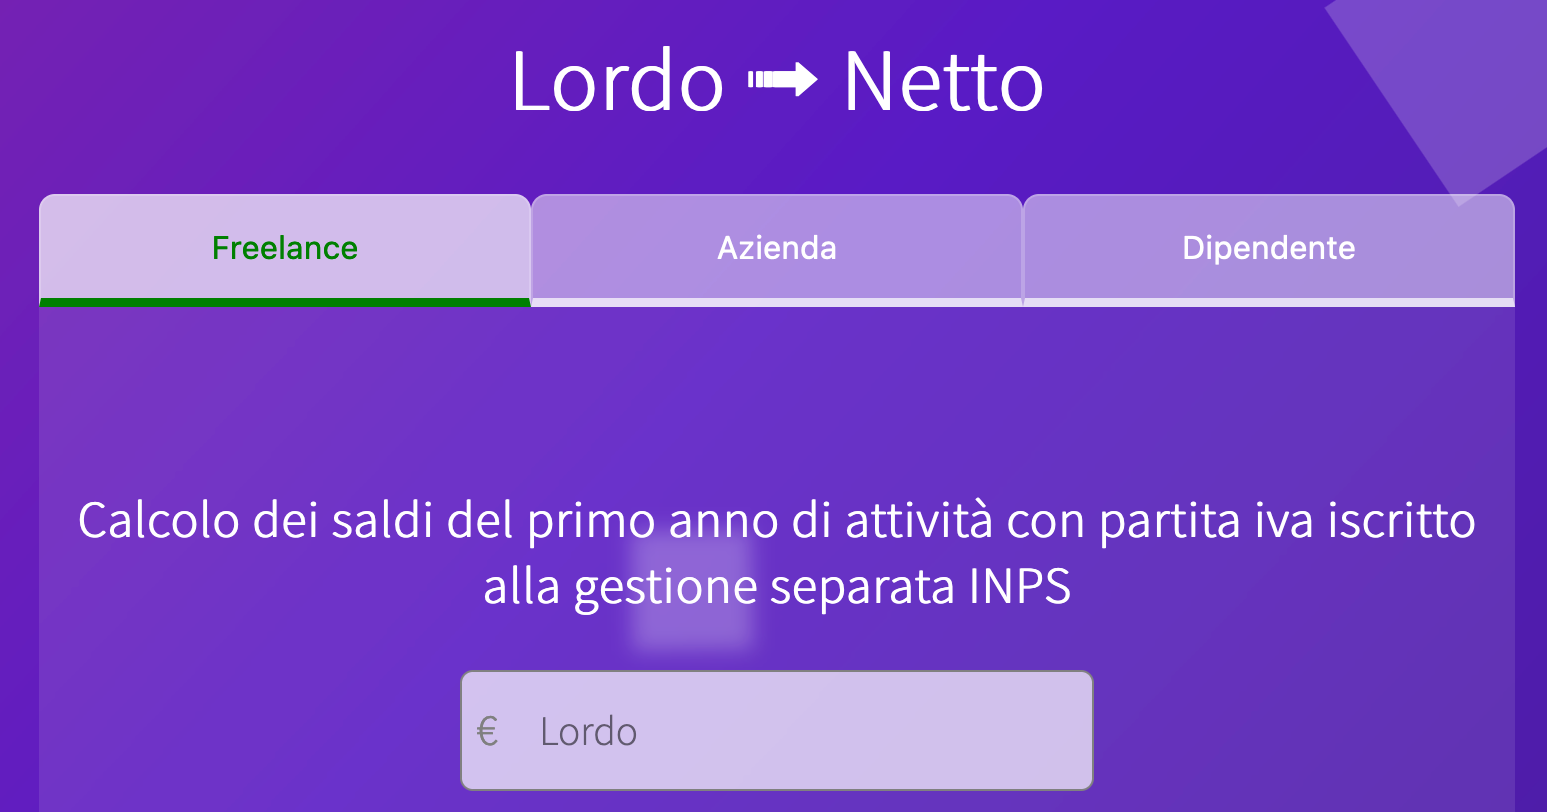 Lordo ➟ Netto
Freelance
Azienda
Dipendente
Calcolo dei saldi del primo anno di attività con partita iva iscritto
alla gestione separata INPS
€ Lordo